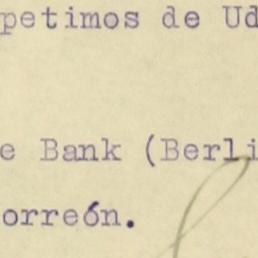 petimos de Ud
e Bank (Berli
orreón.